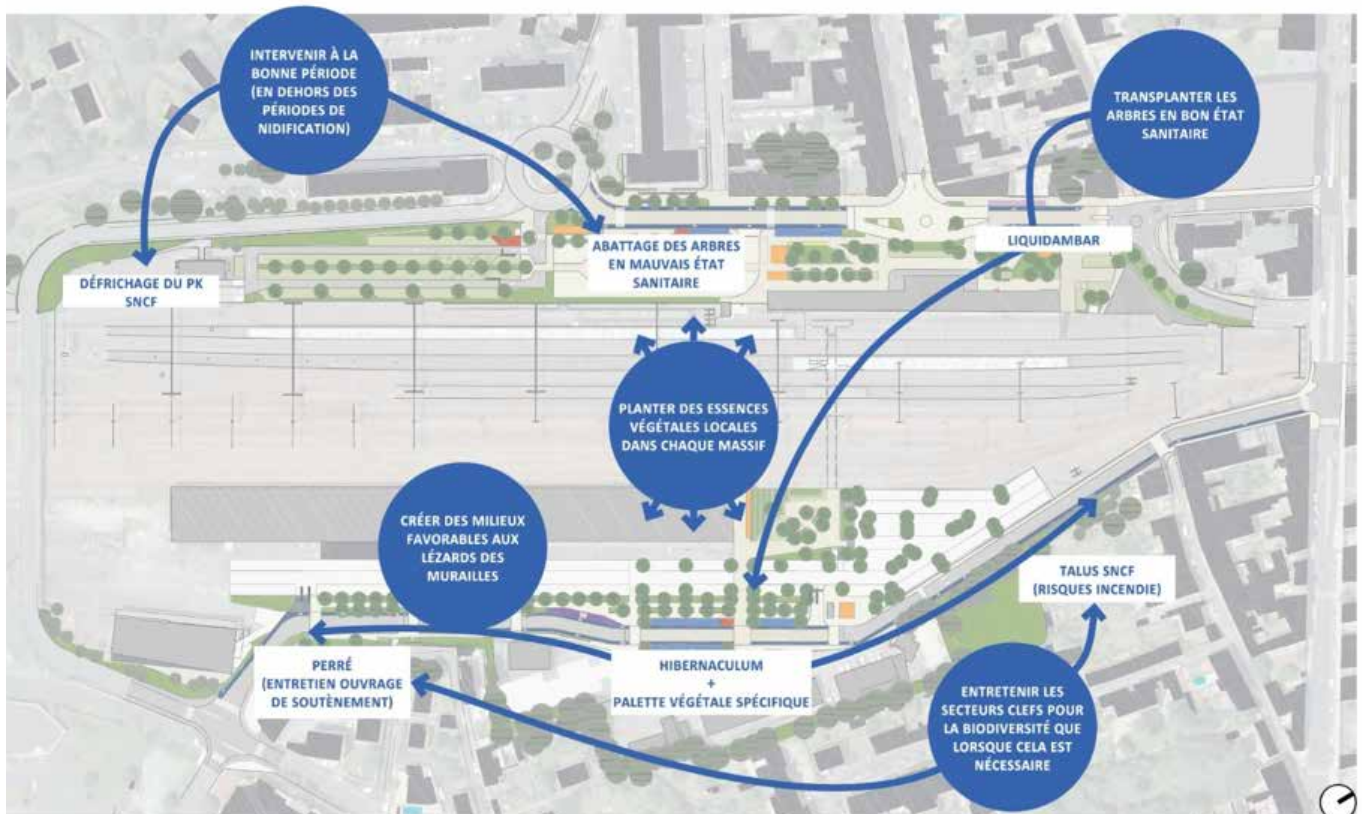 INTERVENIR À LA
BONNE PÉRIODE
(EN DEHORS DES
PÉRIODES DE
NIDIFICATION)
TRANSPLANTER LES
ARBRES EN BON ÉTAT
SANITAIRE
LIQUIDAMBAR
ABATTAGE DES ARBRES
EN MAUVAIS ÉTAT
SANITAIRE
DÉFRICHAGE DU PK
SNCF
PLANTER DES ESSENCES
VÉGÉTALES LOCALES
DANS CHAQUE MASSIF
CRÉER DES MILIEUX
FAVORABLES AUX
LÉZARDS DES
MURAILLES
TALUS SNCF
(RISQUES INCENDIE)
PERRÉ
(ENTRETIEN OUVRAGE
DE SOUTÈNEMENT)
HIBERNACULUM
+
PALETTE VÉGÉTALE SPÉCIFIQUE
ENTRETENIR LES
SECTEURS CLEFS POUR
LA BIODIVERSITÉ QUE
LORSQUE CELA EST
NÉCESSAIRE